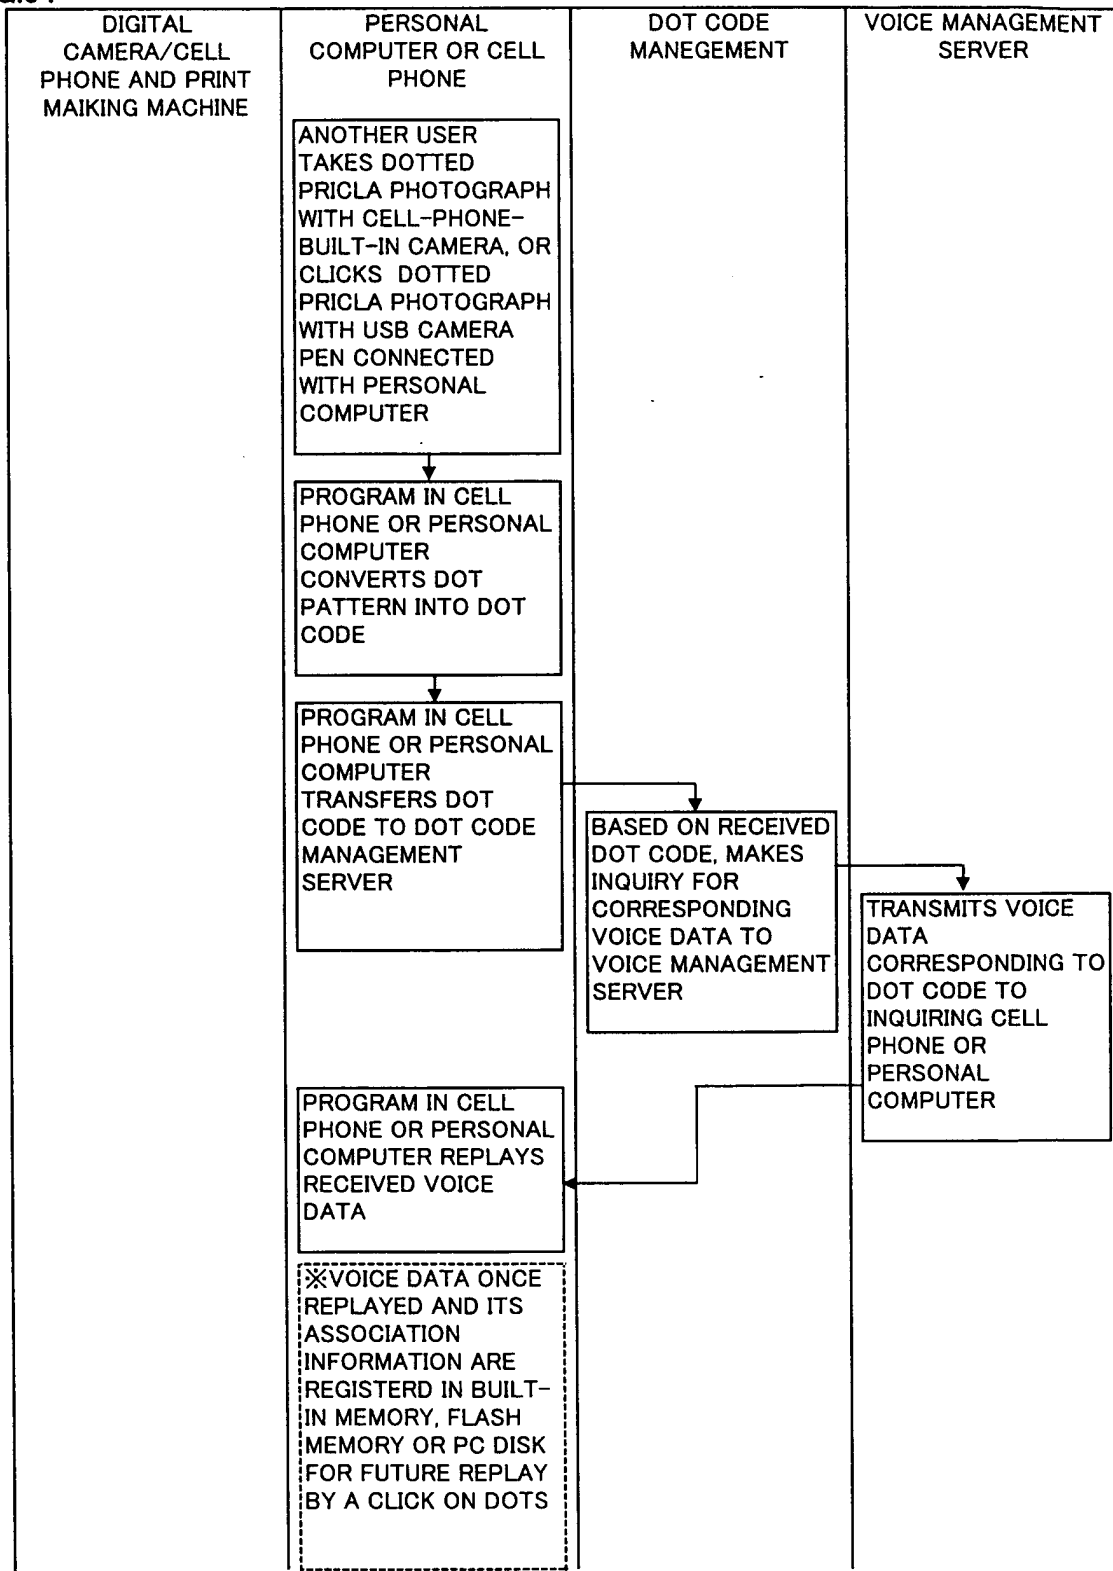 DIGITAL
CAMERA/CELL
PHONE AND PRINT
MAIKING MACHINE
PERSONAL
COMPUTER OR CELL
PHONE
DOT CODE
MANEGEMENT
VOICE MANAGEMENT
SERVER
ANOTHER USER
TAKES DOTTED
PRICLA PHOTOGRAPH
WITH CELL-PHONE-
BUILT-IN CAMERA, OR
CLICKS DOTTED
PRICLA PHOTOGRAPH
WITH USB CAMERA
PEN CONNECTED
WITH PERSONAL
COMPUTER
PROGRAM IN CELL
PHONE OR PERSONAL
COMPUTER
CONVERTS DOT
PATTERN INTO DOT
CODE
PROGRAM IN CELL
PHONE OR PERSONAL
COMPUTER
TRANSFERS DOT
CODE TO DOT CODE
MANAGEMENT
SERVER
BASED ON RECEIVED
DOT CODE, MAKES
INQUIRY FOR
CORRESPONDING
VOICE DATA TO
VOICE MANAGEMENT
SERVER
TRANSMITS VOICE
DATA
CORRESPONDING TO
DOT CODE TO
INQUIRING CELL
PHONE OR
PERSONAL
COMPUTER
PROGRAM IN CELL
PHONE OR PERSONAL
COMPUTER REPLAYS
RECEIVED VOICE
DATA
※VOICE DATA ONCE
REPLAYED AND ITS
ASSOCIATION
INFORMATION ARE
REGISTERD IN BUILT-
IN MEMORY, FLASH
MEMORY OR PC DISK
FOR FUTURE REPLAY
BY A CLICK ON DOTS